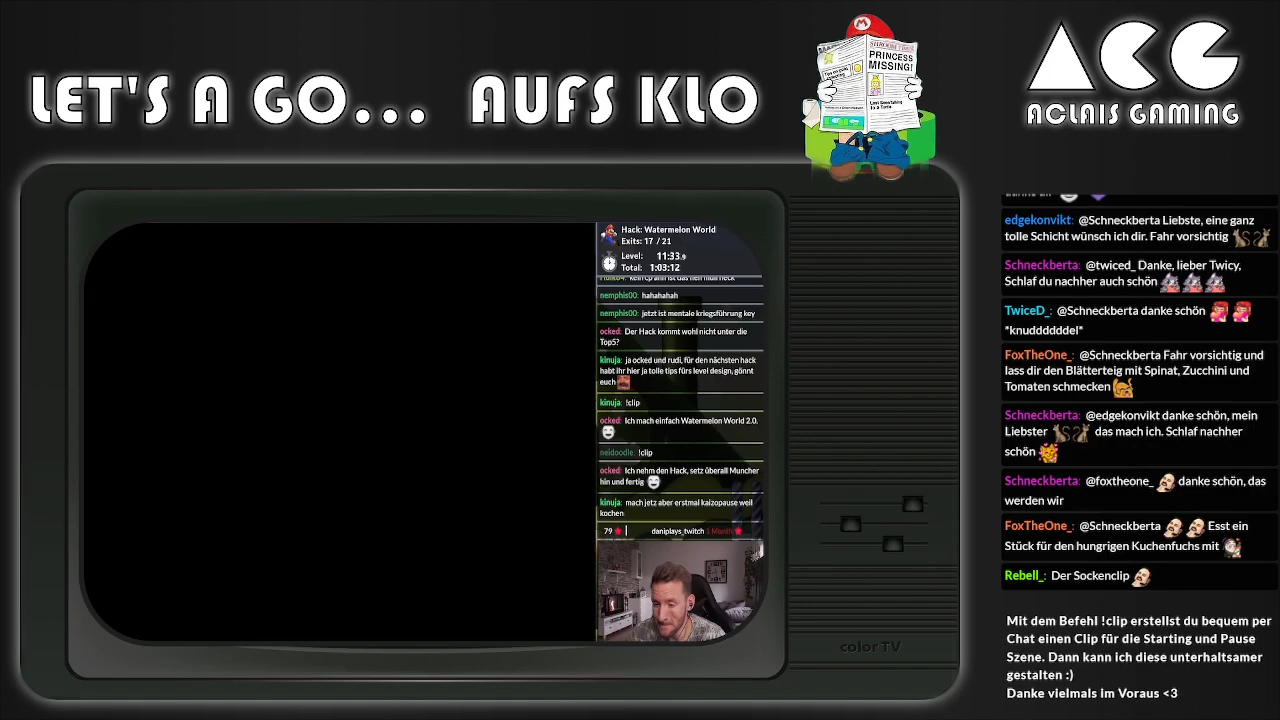 LET'S A GO... AUFS KLO
SHROOM TIMES
PRINCESS
MISSING!
ACG
ACLAIS GAMING
Hack: Watermelon World
Exits: 17 / 21
Level: 11:33.9
Total: 1:03:12
nemphis00: hahahahah
nemphis00: jetzt ist mentale kriegsführung key
ocked: Der Hack kommt wohl nicht unter die
Top5?
kinuja: ja ocked und rudi, für den nächsten hack
habt ihr hier ja tolle tipps fürs level design, gönnt
euch
kinuja: !clip
ocked: Ich mach einfach Watermelon World 2.0.
neidoodle: !clip
ocked: Ich nehm den Hack, setz überall Muncher
hin und fertig
kinuja: mach jetz aber erstmal kaizopause weil
kochen
79 daniplays_twitch 1 Month
color TV
edgekonvikt: @Schneckberta Liebste, eine ganz
tolle Schicht wünsch ich dir. Fahr vorsichtig
Schneckberta: @twiced_ Danke, lieber Twicy,
Schlaf du nachher auch schön
TwiceD_: @Schneckberta danke schön
*knuddddddel*
FoxTheOne_: @Schneckberta Fahr vorsichtig und
lass dir den Blätterteig mit Spinat, Zucchini und
Tomaten schmecken
Schneckberta: @edgekonvikt danke schön, mein
Liebster das mach ich. Schlaf nachher
schön
Schneckberta: @foxtheone_ danke schön, das
werden wir
FoxTheOne_: @Schneckberta Esst ein
Stück für den hungrigen Kuchenfuchs mit
Rebell_: Der Sockenclip
Mit dem Befehl !clip erstellst du bequem per
Chat einen Clip für die Starting und Pause
Szene. Dann kann ich diese unterhaltsamer
gestalten :)
Danke vielmals im Voraus <3